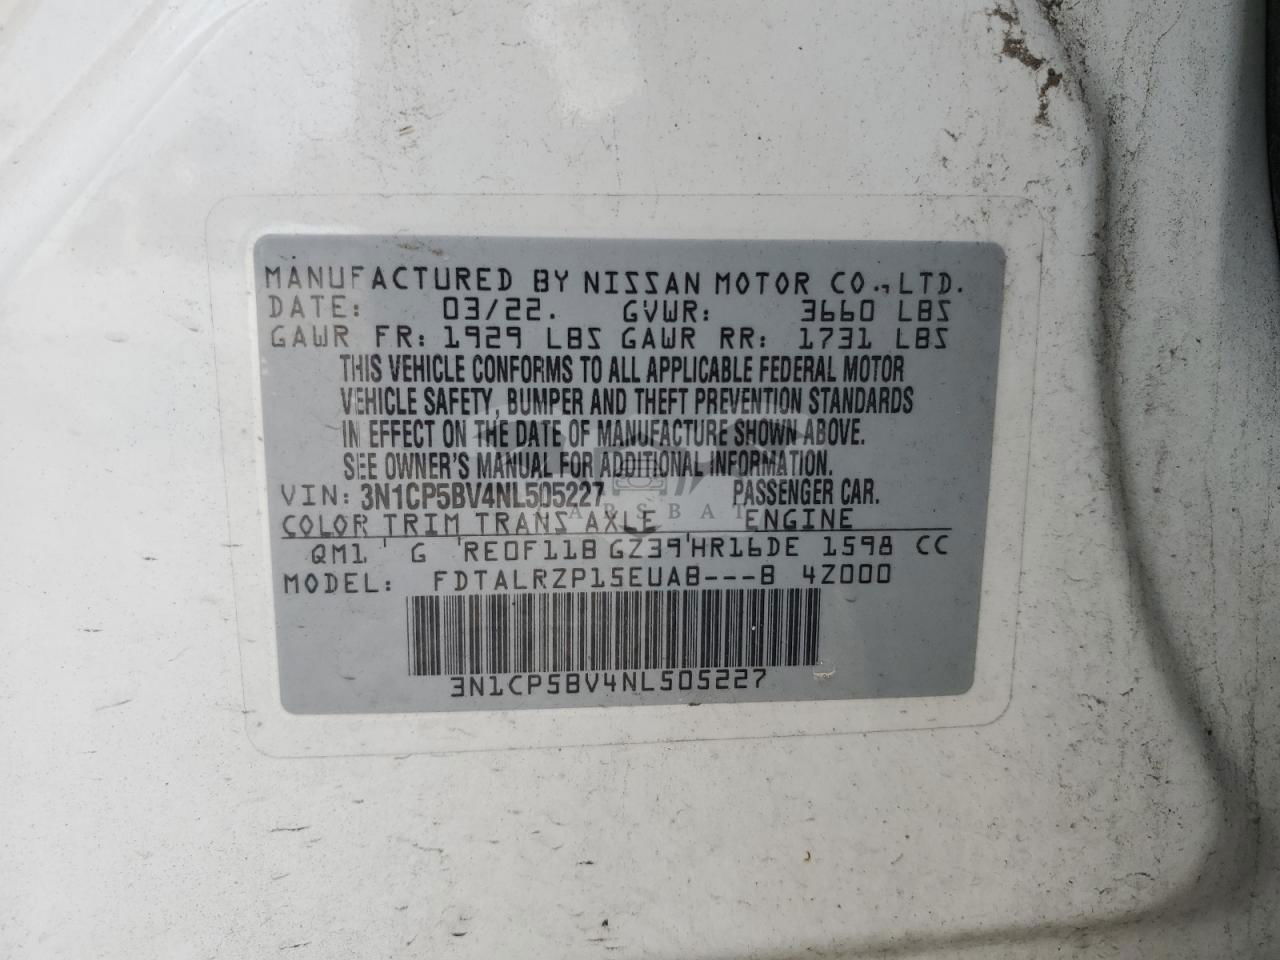 MANUFACTURED BY NISSAN MOTOR CO., LTD.
DATE: 03/22. GVWR: 3660 LBS
GAWR FR: 1929 LBS GAWR RR: 1731 LBS
THIS VEHICLE CONFORMS TO ALL APPLICABLE FEDERAL MOTOR
VEHICLE SAFETY, BUMPER AND THEFT PREVENTION STANDARDS
IN EFFECT ON THE DATE OF MANUFACTURE SHOWN ABOVE.
SEE OWNER'S MANUAL FOR ADDITIONAL INFORMATION.
VIN: 3N1CP5BV4NL505227 PASSENGER CAR.
COLOR TRIM TRANS AXLE ENGINE
QM1 ' G ' RE0F11B GZ39 ' HR16DE 1598 CC
MODEL: FDTALRZP15EUAB---B 4Z000
3N1CP5BV4NL505227